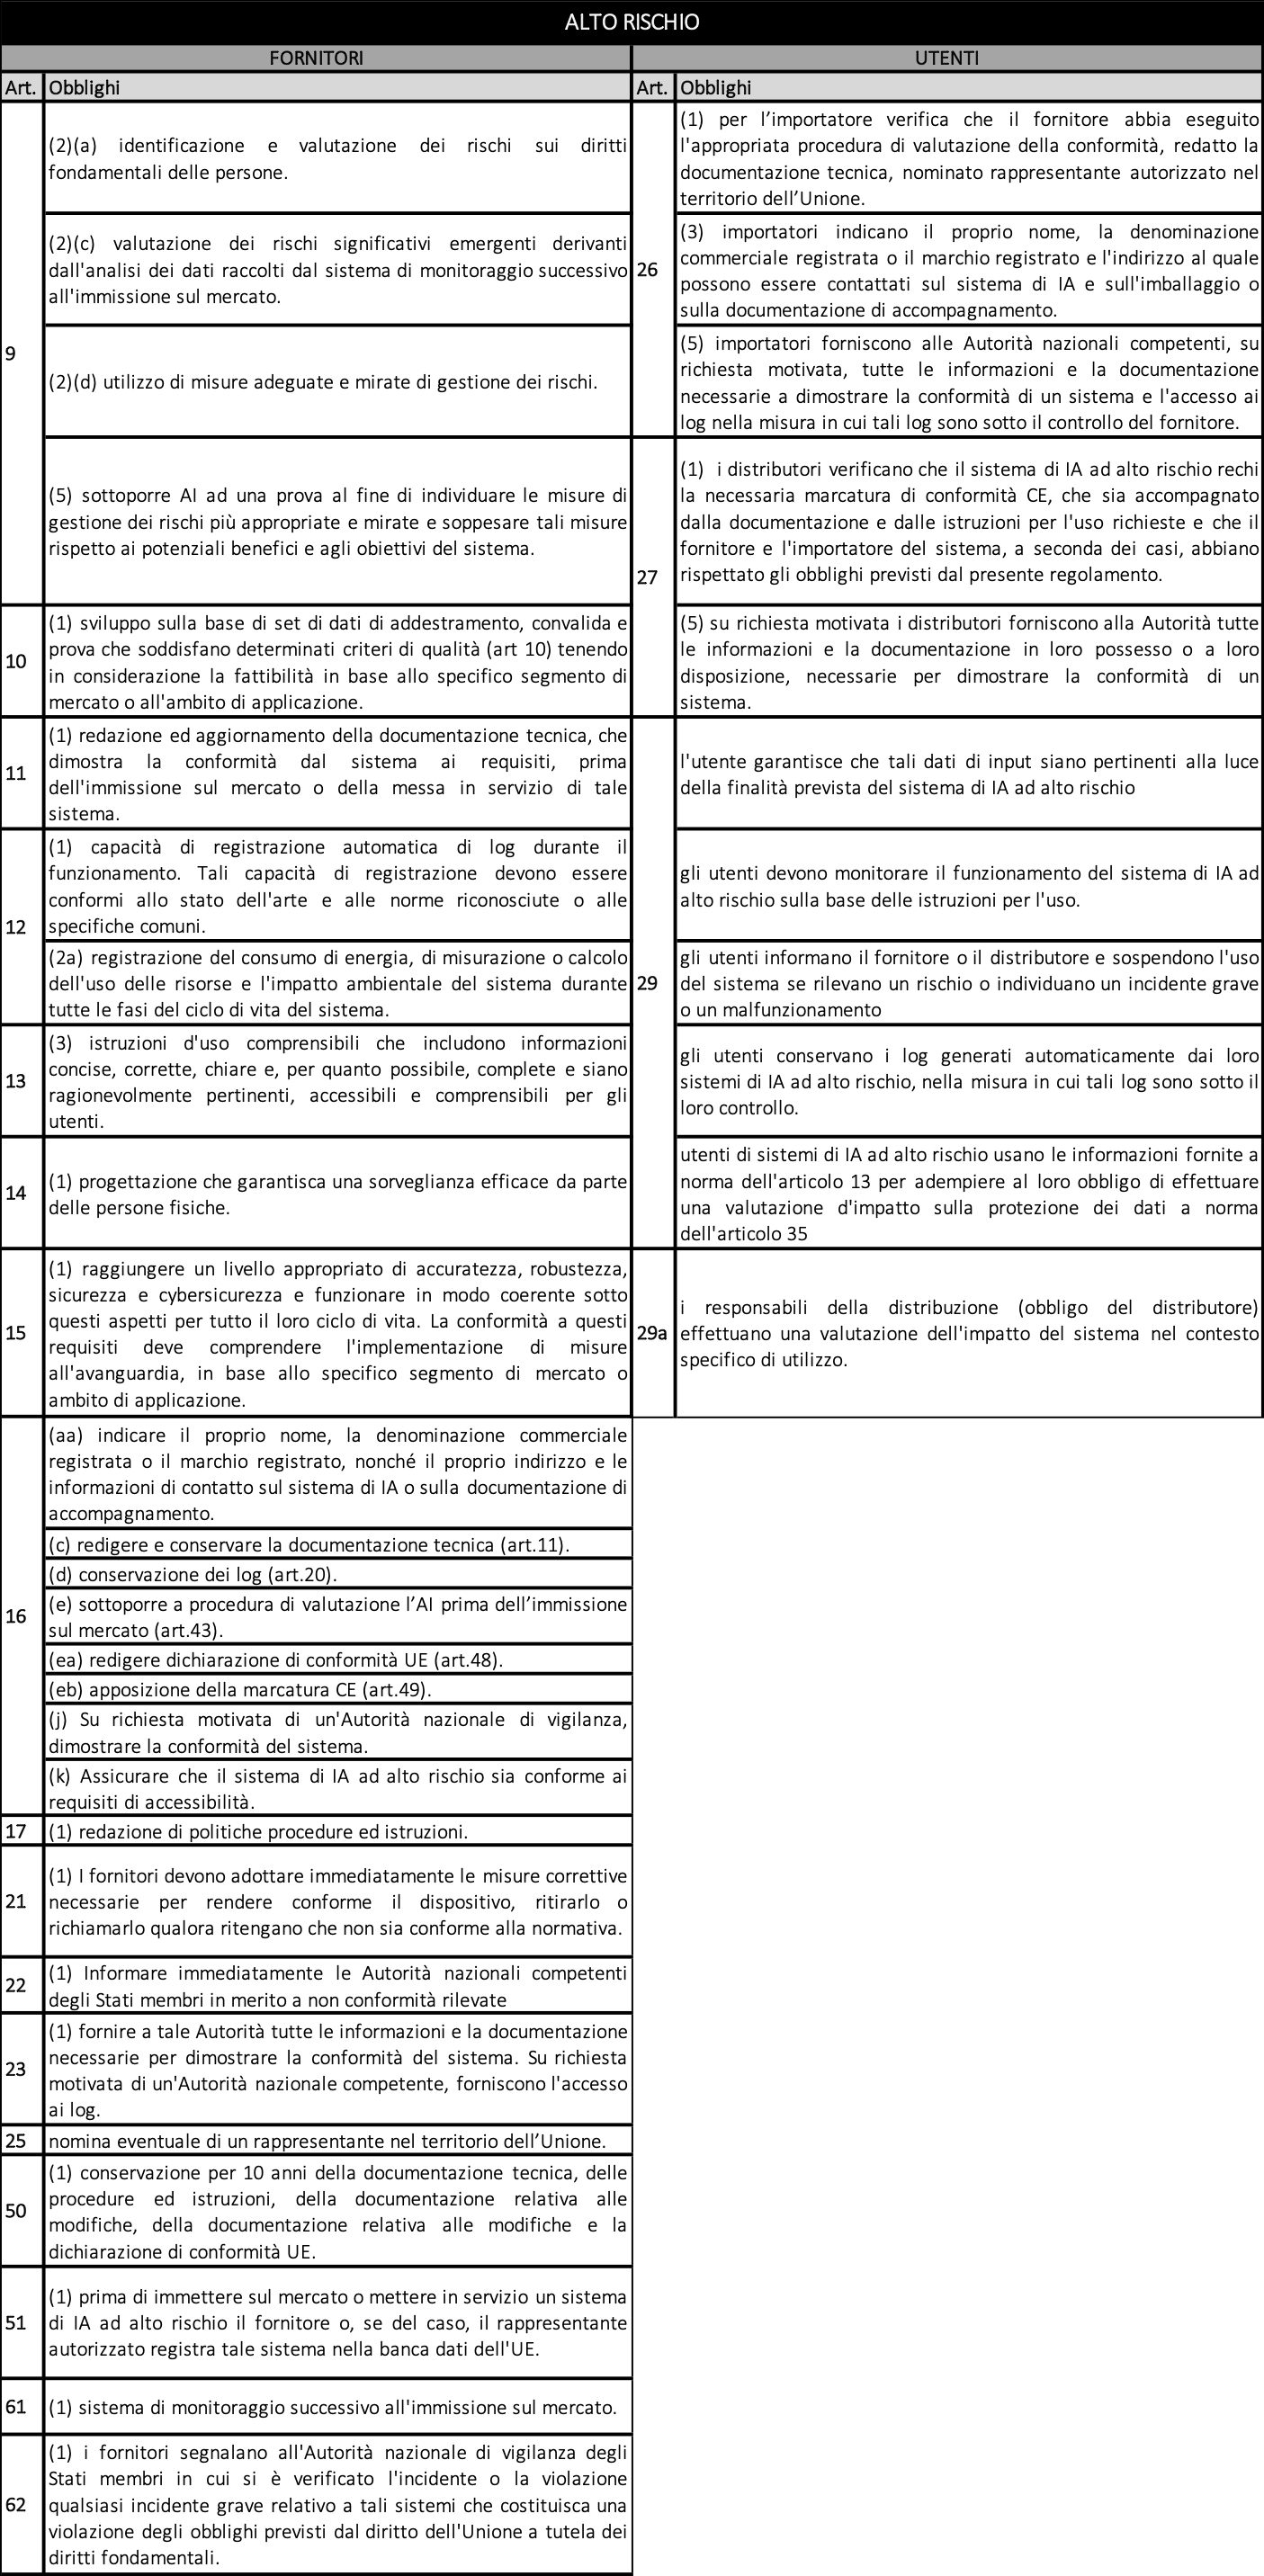 ALTO RISCHIO
FORNITORI
UTENTI
Art.
Obblighi
Art.
Obblighi
9
(2)(a) identificazione e valutazione dei rischi sui diritti
fondamentali delle persone.
(2)(c) valutazione dei rischi significativi emergenti derivanti
dall'analisi dei dati raccolti dal sistema di monitoraggio successivo
all'immissione sul mercato.
(2)(d) utilizzo di misure adeguate e mirate di gestione dei rischi.
(5) sottoporre AI ad una prova al fine di individuare le misure di
gestione dei rischi più appropriate e mirate e soppesare tali misure
rispetto ai potenziali benefici e agli obiettivi del sistema.
10
(1) sviluppo sulla base di set di dati di addestramento, convalida e
prova che soddisfano determinati criteri di qualità (art 10) tenendo
in considerazione la fattibilità in base allo specifico segmento di
mercato o all'ambito di applicazione.
11
(1) redazione ed aggiornamento della documentazione tecnica, che
dimostra la conformità dal sistema ai requisiti, prima
dell'immissione sul mercato o della messa in servizio di tale
sistema.
12
(1) capacità di registrazione automatica di log durante il
funzionamento. Tali capacità di registrazione devono essere
conformi allo stato dell'arte e alle norme riconosciute o alle
specifiche comuni.
(2a) registrazione del consumo di energia, di misurazione o calcolo
dell'uso delle risorse e l'impatto ambientale del sistema durante
tutte le fasi del ciclo di vita del sistema.
13
(3) istruzioni d'uso comprensibili che includono informazioni
concise, corrette, chiare e, per quanto possibile, complete e siano
ragionevolmente pertinenti, accessibili e comprensibili per gli
utenti.
14
(1) progettazione che garantisca una sorveglianza efficace da parte
delle persone fisiche.
15
(1) raggiungere un livello appropriato di accuratezza, robustezza,
sicurezza e cybersicurezza e funzionare in modo coerente sotto
questi aspetti per tutto il loro ciclo di vita. La conformità a questi
requisiti deve comprendere l'implementazione di misure
all'avanguardia, in base allo specifico segmento di mercato o
ambito di applicazione.
16
(aa) indicare il proprio nome, la denominazione commerciale
registrata o il marchio registrato, nonché il proprio indirizzo e le
informazioni di contatto sul sistema di IA o sulla documentazione di
accompagnamento.
(c) redigere e conservare la documentazione tecnica (art.11).
(d) conservazione dei log (art.20).
(e) sottoporre a procedura di valutazione l’AI prima dell’immissione
sul mercato (art.43).
(ea) redigere dichiarazione di conformità UE (art.48).
(eb) apposizione della marcatura CE (art.49).
(j) Su richiesta motivata di un'Autorità nazionale di vigilanza,
dimostrare la conformità del sistema.
(k) Assicurare che il sistema di IA ad alto rischio sia conforme ai
requisiti di accessibilità.
17
(1) redazione di politiche procedure ed istruzioni.
21
(1) I fornitori devono adottare immediatamente le misure correttive
necessarie per rendere conforme il dispositivo, ritirarlo o
richiamarlo qualora ritengano che non sia conforme alla normativa.
22
(1) Informare immediatamente le Autorità nazionali competenti
degli Stati membri in merito a non conformità rilevate
23
(1) fornire a tale Autorità tutte le informazioni e la documentazione
necessarie per dimostrare la conformità del sistema. Su richiesta
motivata di un'Autorità nazionale competente, forniscono l'accesso
ai log.
25
nomina eventuale di un rappresentante nel territorio dell’Unione.
50
(1) conservazione per 10 anni della documentazione tecnica, delle
procedure ed istruzioni, della documentazione relativa alle
modifiche, della documentazione relativa alle modifiche e la
dichiarazione di conformità UE.
51
(1) prima di immettere sul mercato o mettere in servizio un sistema
di IA ad alto rischio il fornitore o, se del caso, il rappresentante
autorizzato registra tale sistema nella banca dati dell'UE.
61
(1) sistema di monitoraggio successivo all'immissione sul mercato.
62
(1) i fornitori segnalano all'Autorità nazionale di vigilanza degli
Stati membri in cui si è verificato l'incidente o la violazione
qualsiasi incidente grave relativo a tali sistemi che costituisca una
violazione degli obblighi previsti dal diritto dell'Unione a tutela dei
diritti fondamentali.
26
(1) per l’importatore verifica che il fornitore abbia eseguito
l'appropriata procedura di valutazione della conformità, redatto la
documentazione tecnica, nominato rappresentante autorizzato nel
territorio dell’Unione.
(3) importatori indicano il proprio nome, la denominazione
commerciale registrata o il marchio registrato e l'indirizzo al quale
possono essere contattati sul sistema di IA e sull'imballaggio o
sulla documentazione di accompagnamento.
(5) importatori forniscono alle Autorità nazionali competenti, su
richiesta motivata, tutte le informazioni e la documentazione
necessarie a dimostrare la conformità di un sistema e l'accesso ai
log nella misura in cui tali log sono sotto il controllo del fornitore.
27
(1) i distributori verificano che il sistema di IA ad alto rischio rechi
la necessaria marcatura di conformità CE, che sia accompagnato
dalla documentazione e dalle istruzioni per l'uso richieste e che il
fornitore e l'importatore del sistema, a seconda dei casi, abbiano
rispettato gli obblighi previsti dal presente regolamento.
(5) su richiesta motivata i distributori forniscono alla Autorità tutte
le informazioni e la documentazione in loro possesso o a loro
disposizione, necessarie per dimostrare la conformità di un
sistema.
29
l'utente garantisce che tali dati di input siano pertinenti alla luce
della finalità prevista del sistema di IA ad alto rischio
gli utenti devono monitorare il funzionamento del sistema di IA ad
alto rischio sulla base delle istruzioni per l'uso.
gli utenti informano il fornitore o il distributore e sospendono l'uso
del sistema se rilevano un rischio o individuano un incidente grave
o un malfunzionamento
gli utenti conservano i log generati automaticamente dai loro
sistemi di IA ad alto rischio, nella misura in cui tali log sono sotto il
loro controllo.
utenti di sistemi di IA ad alto rischio usano le informazioni fornite a
norma dell'articolo 13 per adempiere al loro obbligo di effettuare
una valutazione d'impatto sulla protezione dei dati a norma
dell'articolo 35
29a
i responsabili della distribuzione (obbligo del distributore)
effettuano una valutazione dell'impatto del sistema nel contesto
specifico di utilizzo.